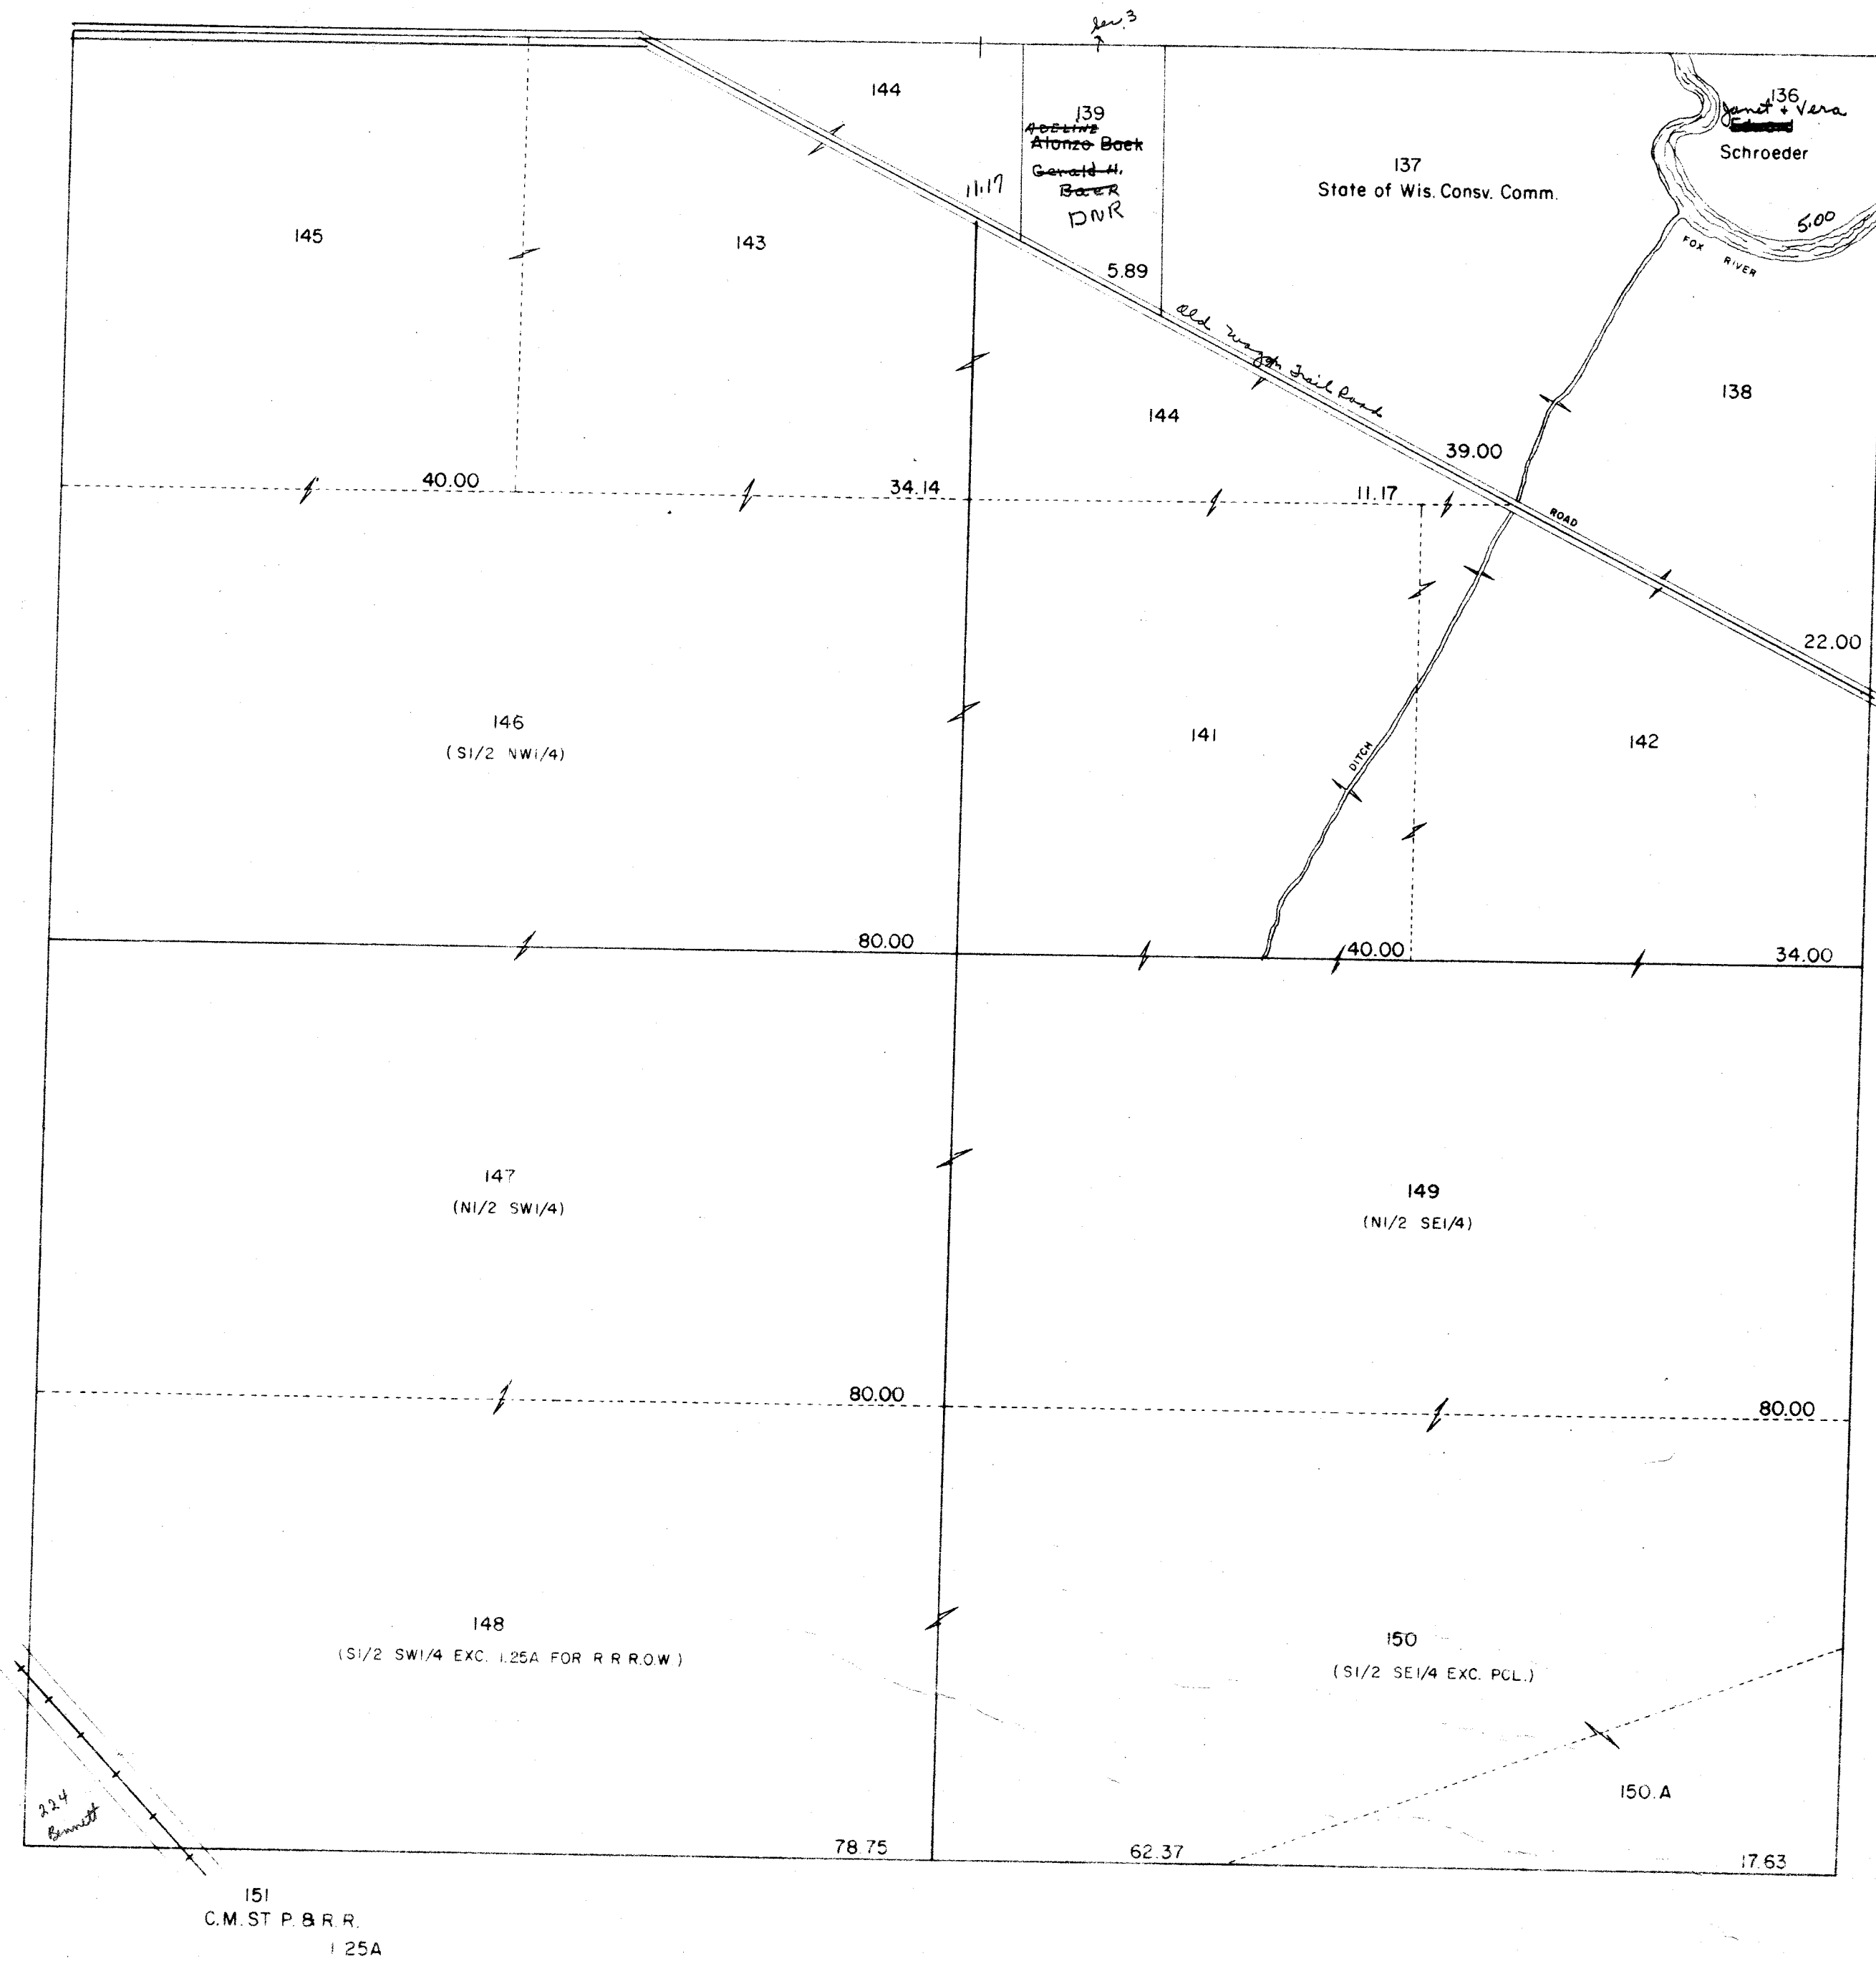 Sec. 3
144
139
ADELINE
Alonzo Baek
Gerald H.
BaeR
DNR
136
Janet + Vera
Schroeder
137
State of Wis. Consv. Comm.
5.00
FOX RIVER
11.17
145
143
5.89
Old Wagon Trail Road
138
144
39.00
40.00
34.14
11.17
ROAD
22.00
146
(S1/2 NW1/4)
141
142
DITCH
80.00
40.00
34.00
147
(N1/2 SW1/4)
149
(N1/2 SE1/4)
80.00
80.00
148
(S1/2 SW1/4 EXC. 1.25A FOR R R R.O.W.)
150
(S1/2 SE1/4 EXC. PCL.)
150.A
224
Bennett
78.75
62.37
17.63
151
C.M. ST P. & R.R.
1 25A